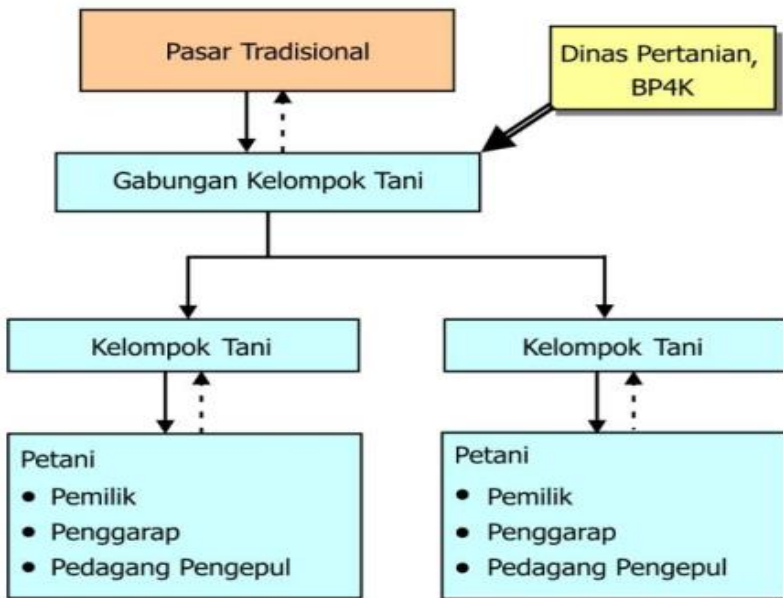 Pasar Tradisional
Dinas Pertanian,
BP4K
Gabungan Kelompok Tani
Kelompok Tani
Kelompok Tani
Petani
• Pemilik
• Penggarap
• Pedagang Pengepul
Petani
• Pemilik
• Penggarap
• Pedagang Pengepul